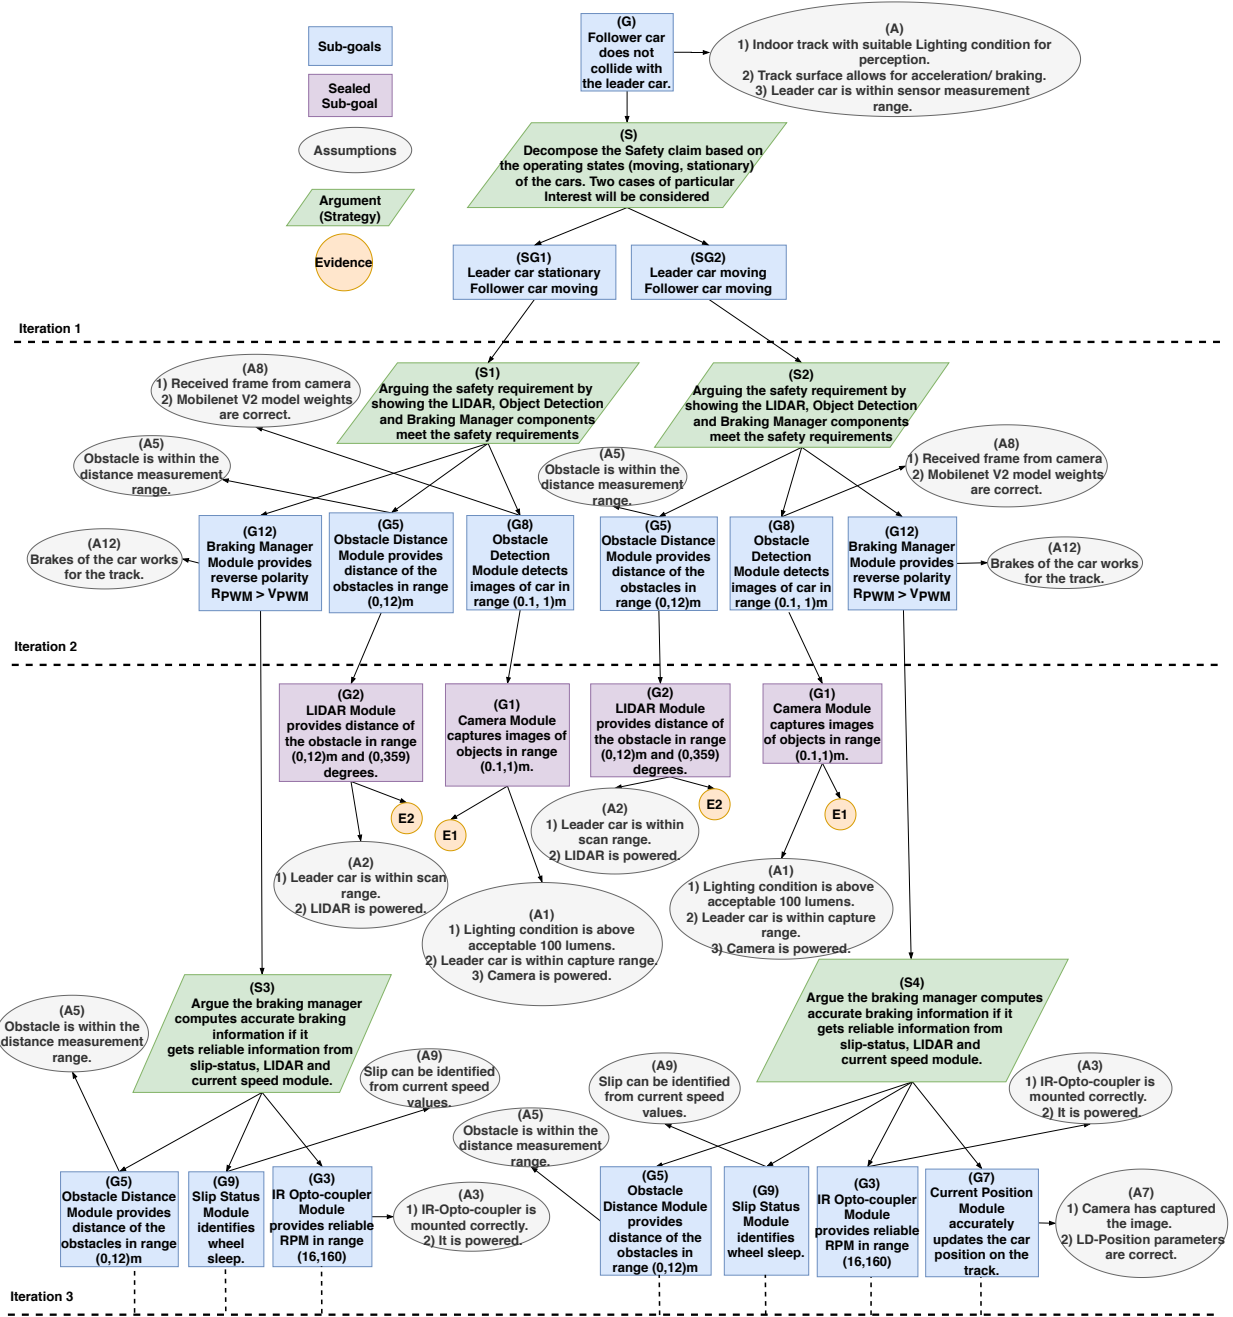 Sub-goals
Sealed
Sub-goal
Assumptions
Argument
(Strategy)
Evidence
(G)
Follower car
does not
collide with
the leader car.
(A)
1) Indoor track with suitable Lighting condition for
perception.
2) Track surface allows for acceleration/ braking.
3) Leader car is within sensor measurement
range.
(S)
Decompose the Safety claim based on
the operating states (moving, stationary)
of the cars. Two cases of particular
Interest will be considered
(SG1)
Leader car stationary
Follower car moving
(SG2)
Leader car moving
Follower car moving
Iteration 1
(A8)
1) Received frame from camera
2) Mobilenet V2 model weights
are correct.
(S1)
Arguing the safety requirement by
showing the LIDAR, Object Detection
and Braking Manager components
meet the safety requirements
(S2)
Arguing the safety requirement by
showing the LIDAR, Object Detection
and Braking Manager components
meet the safety requirements
(A5)
Obstacle is within the
distance measurement
range.
(A5)
Obstacle is within the
distance measurement
range.
(A8)
1) Received frame from camera
2) Mobilenet V2 model weights
are correct.
(A12)
Brakes of the car works
for the track.
(G12)
Braking Manager
Module provides
reverse polarity
RPWM > VPWM
(G5)
Obstacle Distance
Module provides
distance of the
obstacles in range
(0,12)m
(G8)
Obstacle
Detection
Module detects
images of car in
range (0.1, 1)m
(G5)
Obstacle Distance
Module provides
distance of the
obstacles in
range (0,12)m
(G8)
Obstacle
Detection
Module detects
images of car in
range (0.1, 1)m
(G12)
Braking Manager
Module provides
reverse polarity
RPWM > VPWM
(A12)
Brakes of the car works
for the track.
Iteration 2
(G2)
LIDAR Module
provides distance of
the obstacle in range
(0,12)m and (0,359)
degrees.
(G1)
Camera Module
captures images of
objects in range
(0.1,1)m.
(G2)
LIDAR Module
provides distance of
the obstacle in range
(0,12)m and (0,359)
degrees.
(G1)
Camera Module
captures images
of objects in range
(0.1,1)m.
E2
E1
E2
E1
(A2)
1) Leader car is within scan
range.
2) LIDAR is powered.
(A1)
1) Lighting condition is above
acceptable 100 lumens.
2) Leader car is within capture range.
3) Camera is powered.
(A2)
1) Leader car is within
scan range.
2) LIDAR is powered.
(A1)
1) Lighting condition is above
acceptable 100 lumens.
2) Leader car is within capture
range.
3) Camera is powered.
(S3)
Argue the braking manager
computes accurate braking
information if it
gets reliable information from
slip-status, LIDAR and
current speed module.
(S4)
Argue the braking manager computes
accurate braking information if it
gets reliable information from
slip-status, LIDAR and
current speed module.
(A5)
Obstacle is within the
distance measurement
range.
(A9)
Slip can be identified
from current speed
values.
(A5)
Obstacle is within the
distance measurement
range.
(A9)
Slip can be identified
from current speed
values.
(A3)
1) IR-Opto-coupler is
mounted correctly.
2) It is powered.
(G5)
Obstacle Distance
Module provides
distance of the
obstacles in range
(0,12)m
(G9)
Slip Status
Module
identifies
wheel
sleep.
(G3)
IR Opto-coupler
Module
provides reliable
RPM in range
(16,160)
(A3)
1) IR-Opto-coupler is
mounted correctly.
2) It is powered.
(G5)
Obstacle
Distance Module
provides
distance of the
obstacles in
range (0,12)m
(G9)
Slip Status
Module
identifies
wheel sleep.
(G3)
IR Opto-coupler
Module
provides reliable
RPM in range
(16,160)
(G7)
Current Position
Module
accurately
updates the car
position on the
track.
(A7)
1) Camera has captured
the image.
2) LD-Position parameters
are correct.
Iteration 3